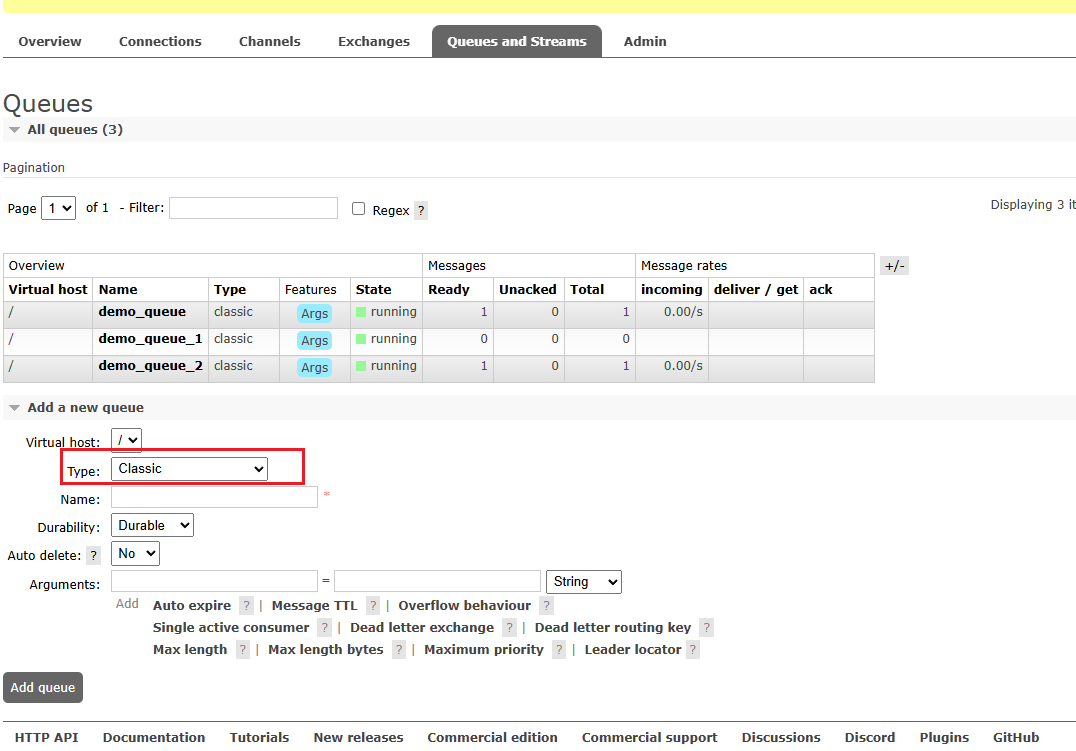 Overview Connections Channels Exchanges Queues and Streams Admin
Queues
All queues (3)
Pagination
Page 1 of 1 - Filter: Regex ? Displaying 3 it
Overview Messages Message rates +/-
Virtual host Name Type Features State Ready Unacked Total incoming deliver / get ack
/ demo_queue classic Args running 1 0 1 0.00/s
/ demo_queue_1 classic Args running 0 0 0
/ demo_queue_2 classic Args running 1 0 1 0.00/s
Add a new queue
Virtual host: /
Type: Classic
Name: *
Durability: Durable
Auto delete: ? No
Arguments: = String
Add Auto expire ? | Message TTL ? | Overflow behaviour ?
Single active consumer ? | Dead letter exchange ? | Dead letter routing key ?
Max length ? | Max length bytes ? | Maximum priority ? | Leader locator ?
Add queue
HTTP API Documentation Tutorials New releases Commercial edition Commercial support Discussions Discord Plugins GitHub